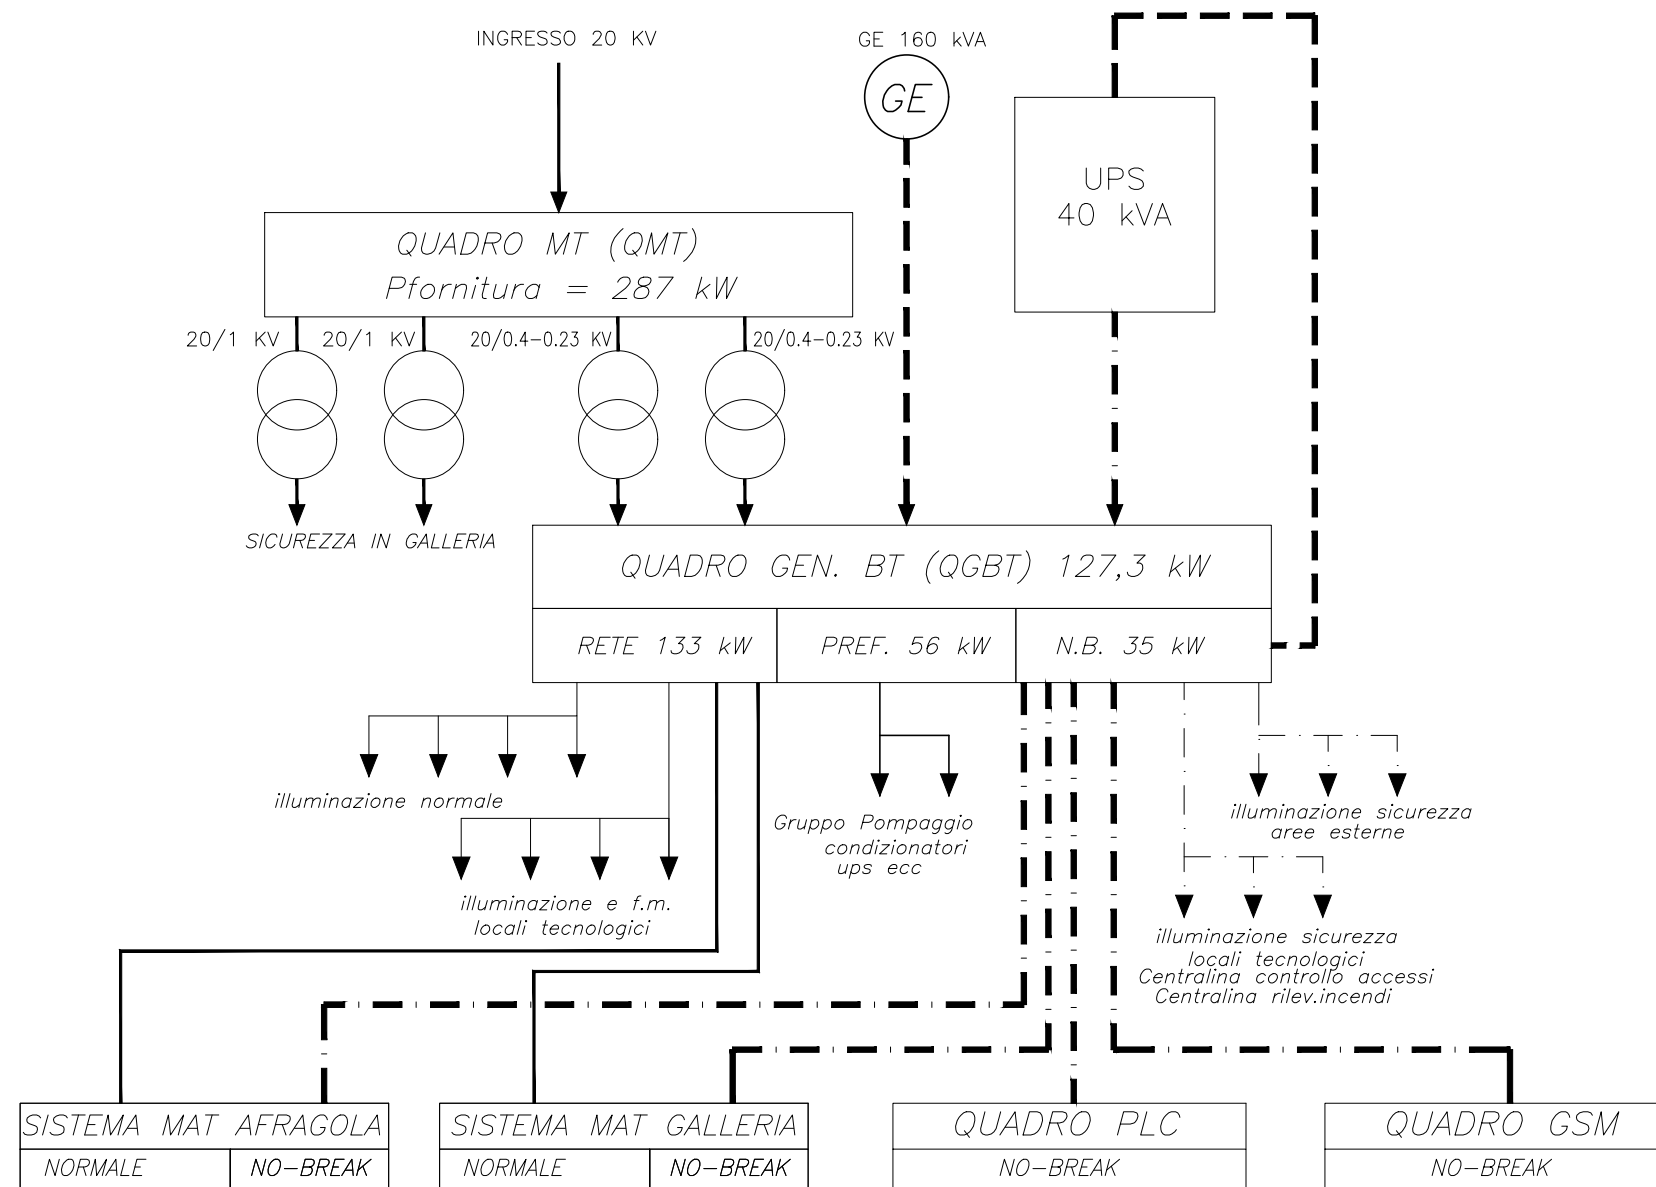 INGRESSO 20 KV
GE 160 kVA
GE
UPS
40 kVA
QUADRO MT (QMT)
Pfornitura = 287 kW
20/1 KV
20/1 KV
20/0.4-0.23 KV
20/0.4-0.23 KV
SICUREZZA IN GALLERIA
QUADRO GEN. BT (QGBT) 127,3 kW
RETE 133 kW
PREF. 56 kW
N.B. 35 kW
illuminazione normale
illuminazione e f.m.
locali tecnologici
Gruppo Pompaggio
condizionatori
ups ecc
illuminazione sicurezza
aree esterne
illuminazione sicurezza
locali tecnologici
Centralina controllo accessi
Centralina rilev.incendi
SISTEMA MAT AFRAGOLA
NORMALE
NO-BREAK
SISTEMA MAT GALLERIA
NORMALE
NO-BREAK
QUADRO PLC
NO-BREAK
QUADRO GSM
NO-BREAK